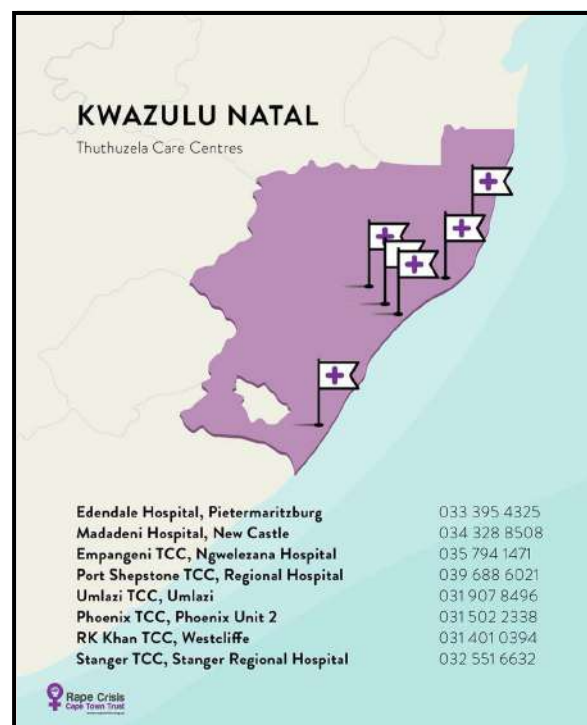 KWAZULU NATAL
Thuthuzela Care Centres
Edendale Hospital, Pietermaritzburg 033 395 4325
Madadeni Hospital, New Castle 034 328 8508
Empangeni TCC, Ngwelezana Hospital 035 794 1471
Port Shepstone TCC, Regional Hospital 039 688 6021
Umlazi TCC, Umlazi 031 907 8496
Phoenix TCC, Phoenix Unit 2 031 502 2338
RK Khan TCC, Westcliffe 031 401 0394
Stanger TCC, Stanger Regional Hospital 032 551 6632
Rape Crisis
Cape Town Trust